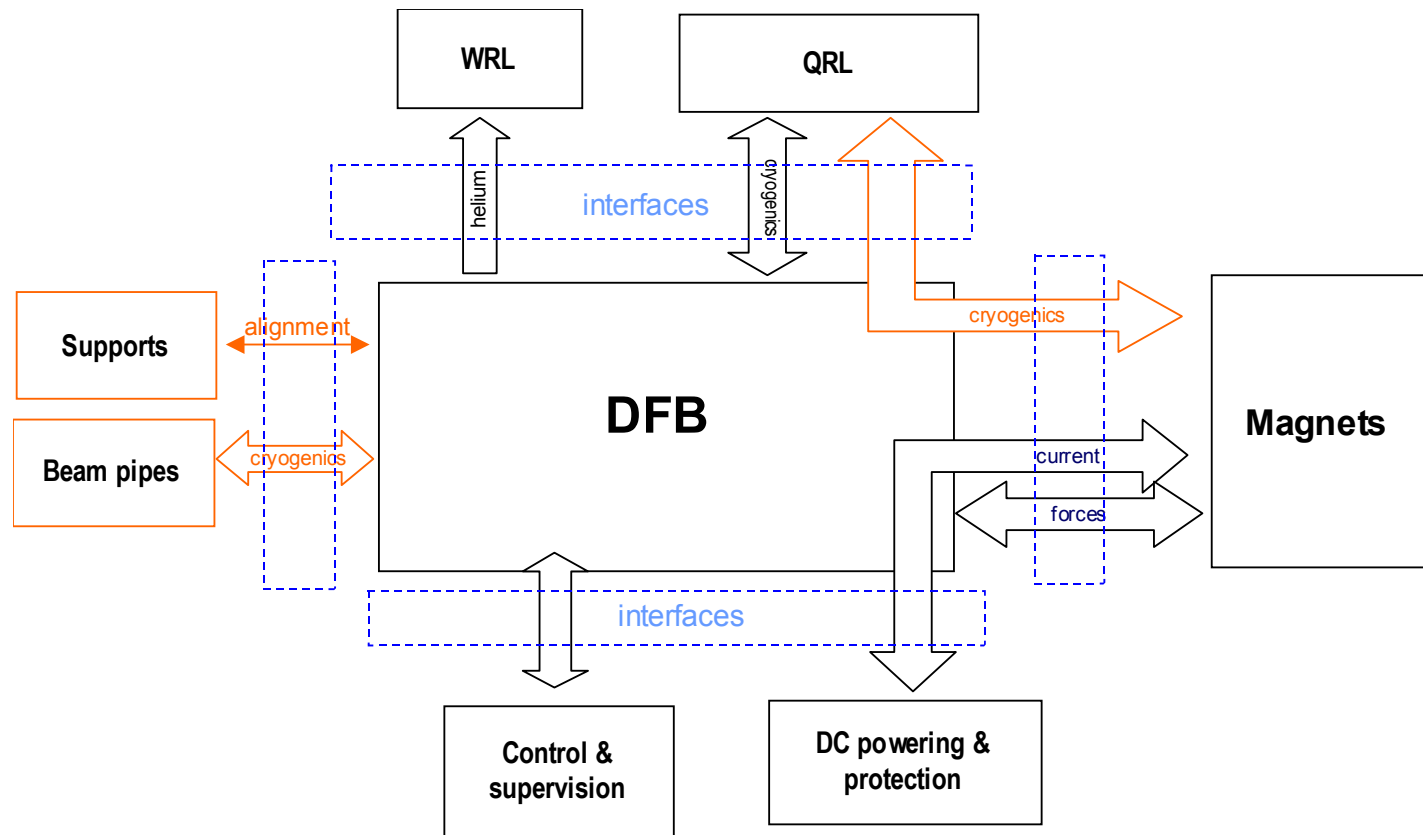 WRL
QRL
helium
cryogenics
interfaces
Supports
alignment
cryogenics
DFB
Magnets
Beam pipes
cryogenics
current
forces
interfaces
Control &
supervision
DC powering &
protection